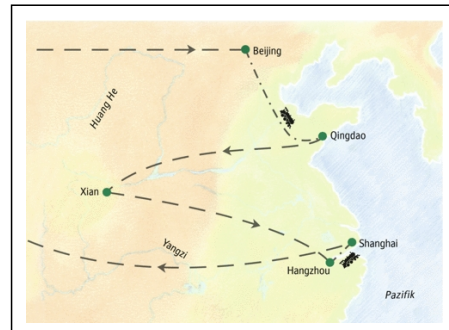 Beijing
Huang He
Qingdao
Xian
Yangzi
Shanghai
Hangzhou
Pazifik